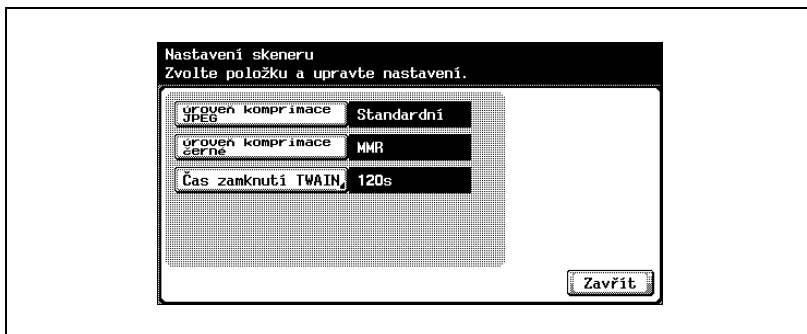 Nastavení skeneru
Zvolte položku a upravte nastavení.
úroveň komprimace
JPEG
Standardní
úroveň komprimace
černé
MMR
Čas zamknutí TWAIN
120s
Zavřít